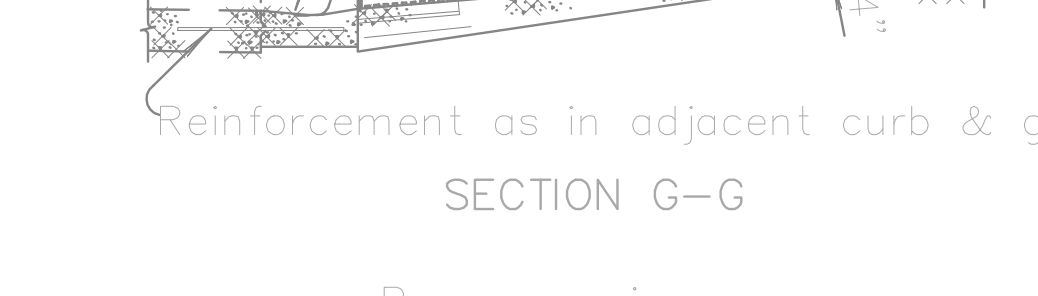 Reinforcement as in adjacent curb &
SECTION G-G